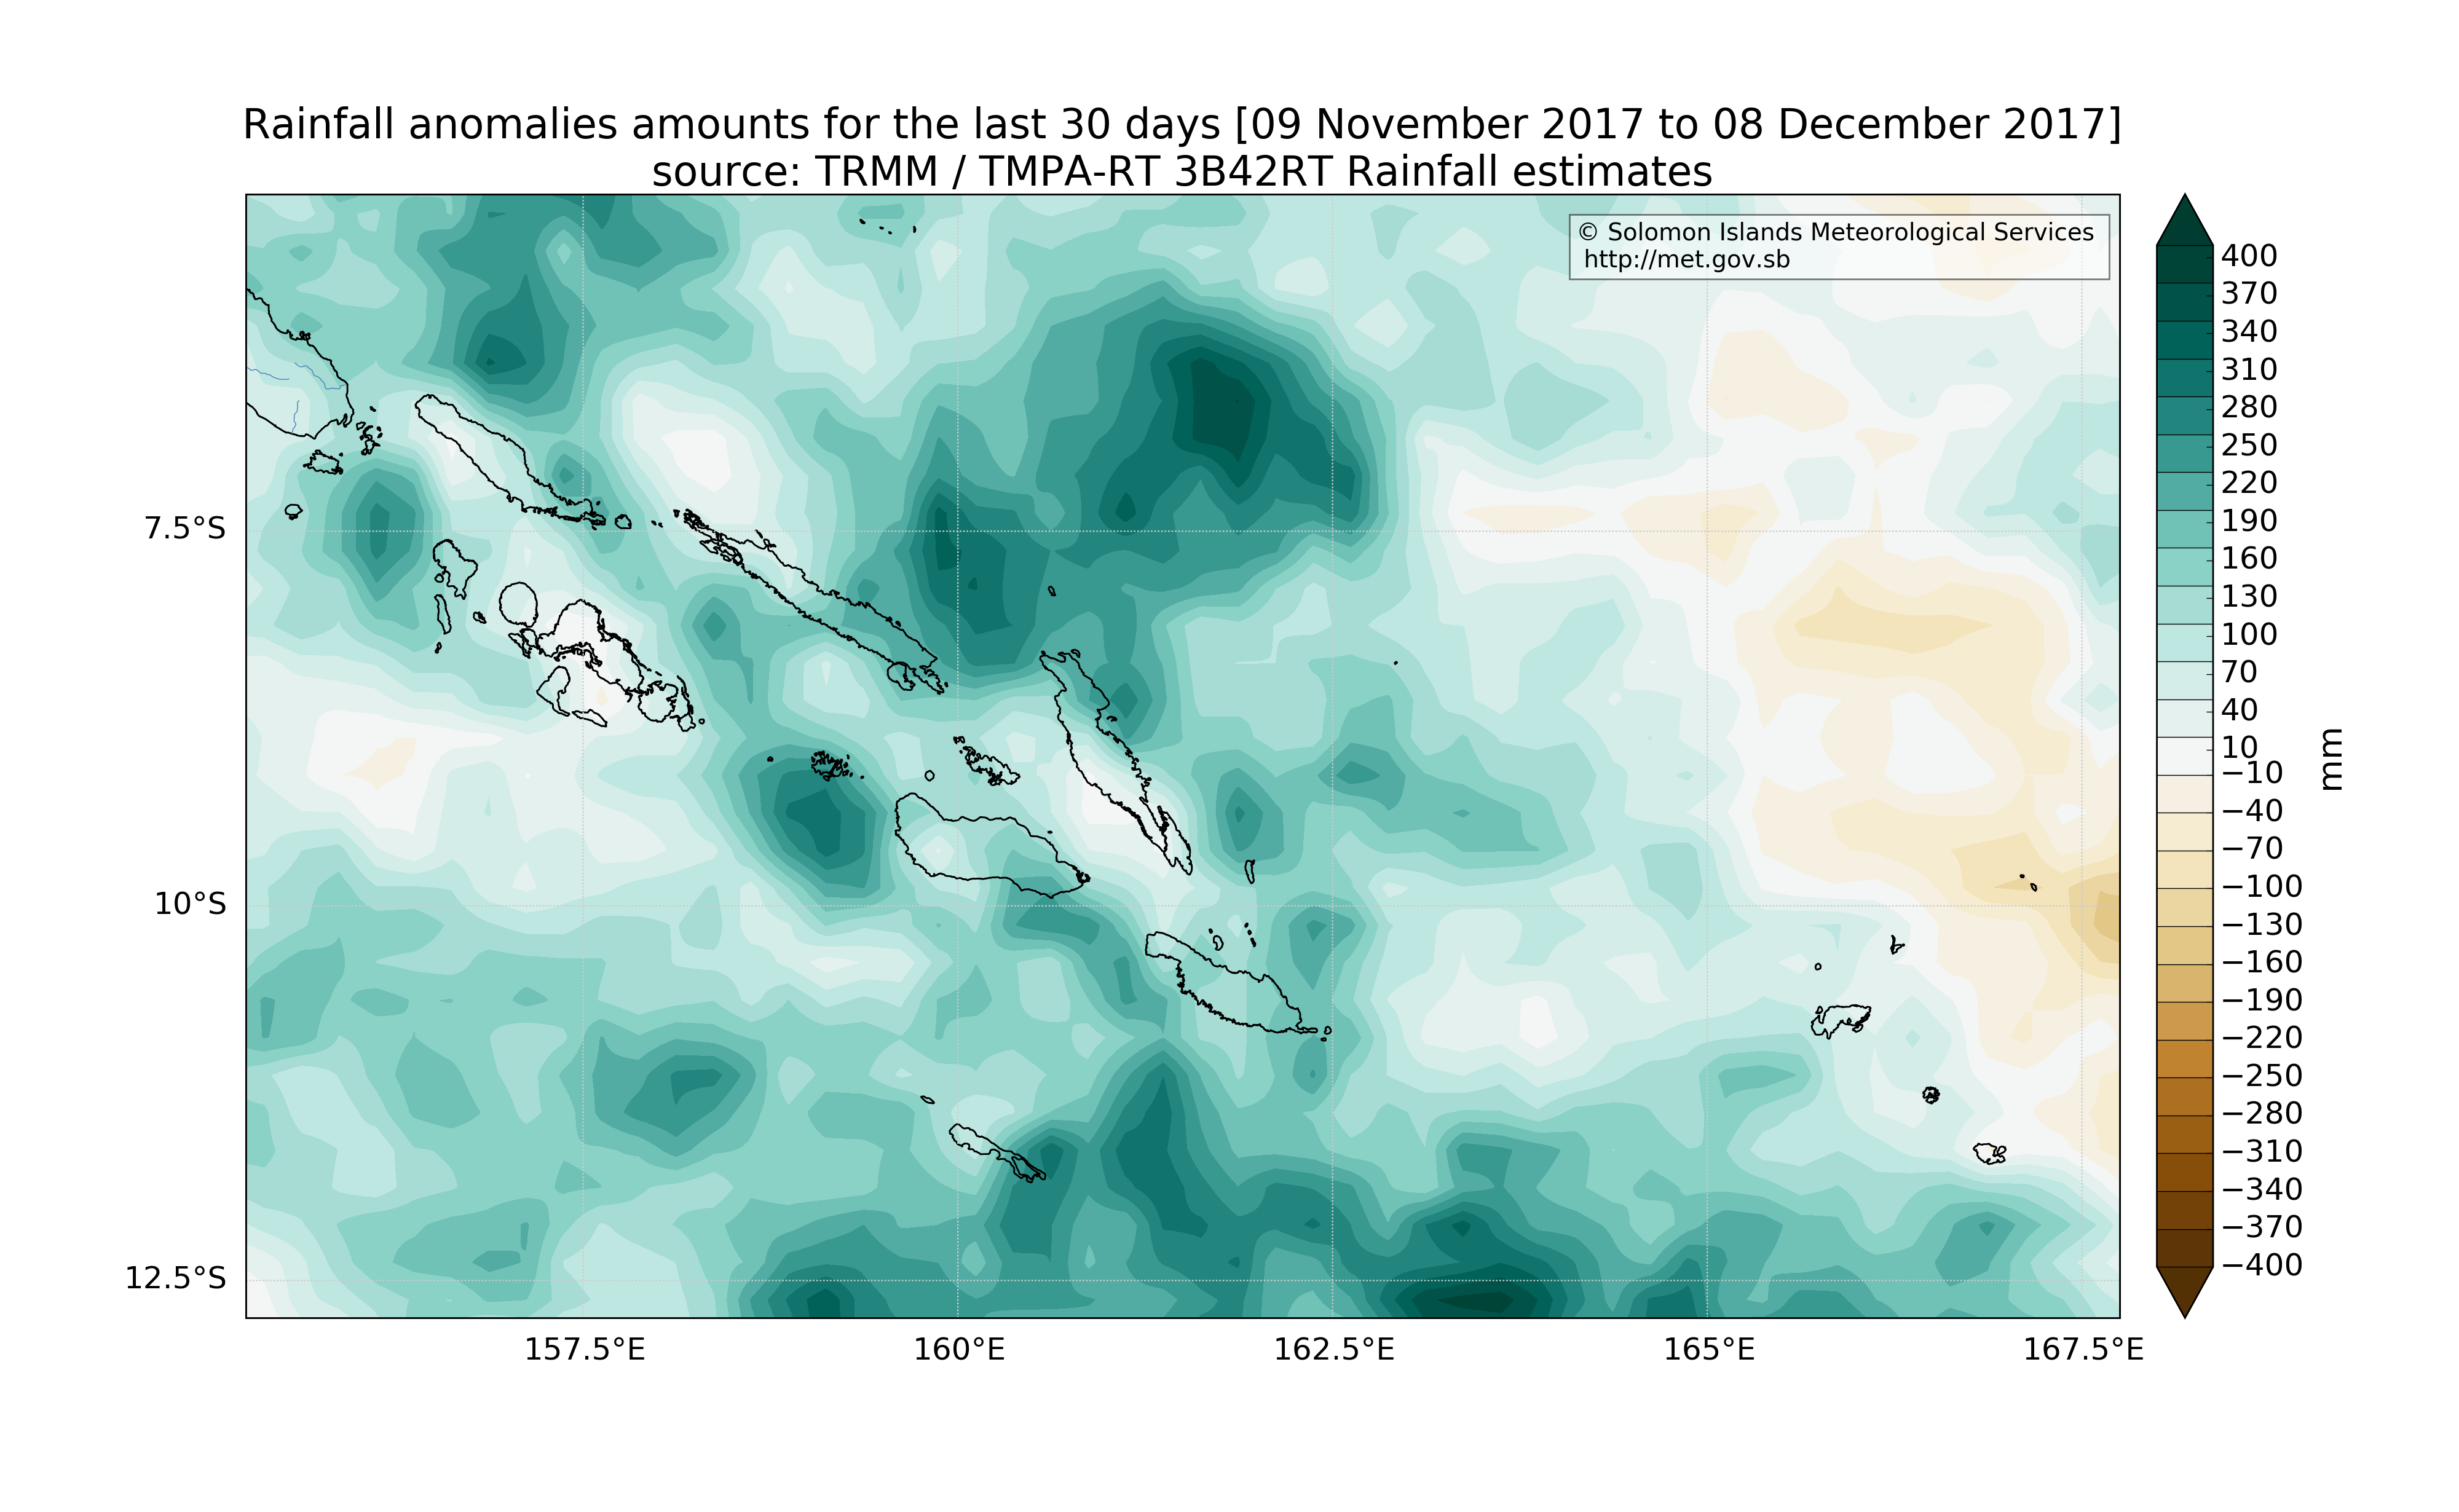 Rainfall anomalies amounts for the last 30 days [09 November 2017 to 08 December 2017]
source: TRMM / TMPA-RT 3B42RT Rainfall estimates
© Solomon Islands Meteorological Services
http://met.gov.sb
7.5°S
10°S
12.5°S
157.5°E
160°E
162.5°E
165°E
167.5°E
400
370
340
310
280
250
220
190
160
130
100
70
40
10
−10
−40
−70
−100
−130
−160
−190
−220
−250
−280
−310
−340
−370
−400
mm